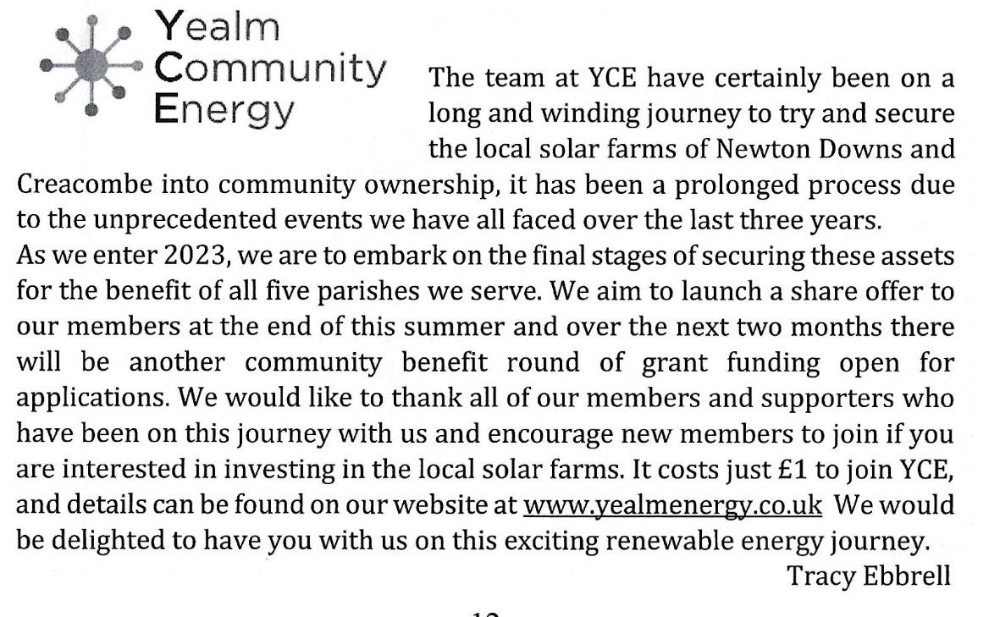 Yealm
Community
Energy
The team at YCE have certainly been on a
long and winding journey to try and secure
the local solar farms of Newton Downs and
Creacombe into community ownership, it has been a prolonged process due
to the unprecedented events we have all faced over the last three years.
As we enter 2023, we are to embark on the final stages of securing these assets
for the benefit of all five parishes we serve. We aim to launch a share offer to
our members at the end of this summer and over the next two months there
will be another community benefit round of grant funding open for
applications. We would like to thank all of our members and supporters who
have been on this journey with us and encourage new members to join if you
are interested in investing in the local solar farms. It costs just £1 to join YCE,
and details can be found on our website at www.yealmenergy.co.uk We would
be delighted to have you with us on this exciting renewable energy journey.
Tracy Ebbrell